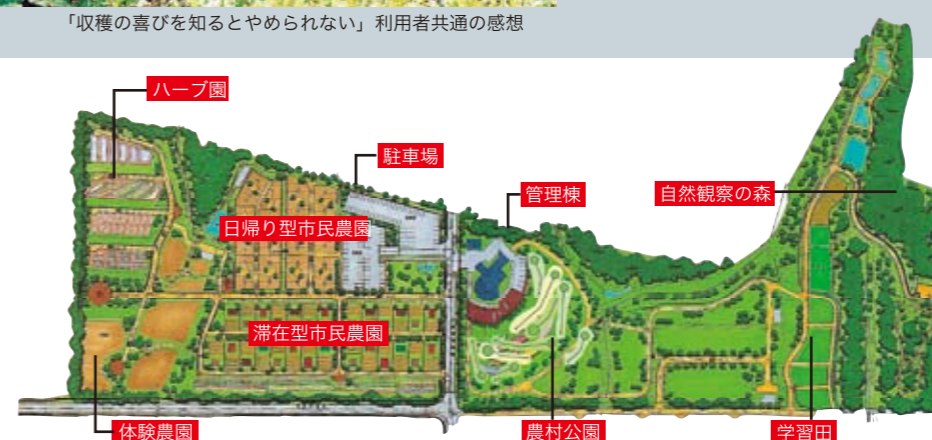 「収穫の喜びを知るとやめられない」利用者共通の感想
ハーブ園
駐車場
管理棟
自然観察の森
日帰り型市民農園
滞在型市民農園
体験農園
農村公園
学習田